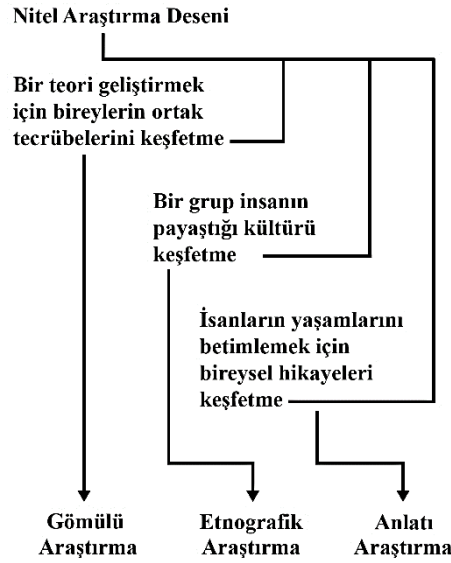 Nitel Araştırma Deseni
Bir teori geliştirmek
için bireylerin ortak
tecrübelerini keşfetme
Bir grup insanın
payaştığı kültürü
keşfetme
İsanların yaşamlarını
betimlemek için
bireysel hikayeleri
keşfetme
Gömülü
Araştırma
Etnografik
Araştırma
Anlatı
Araştırma